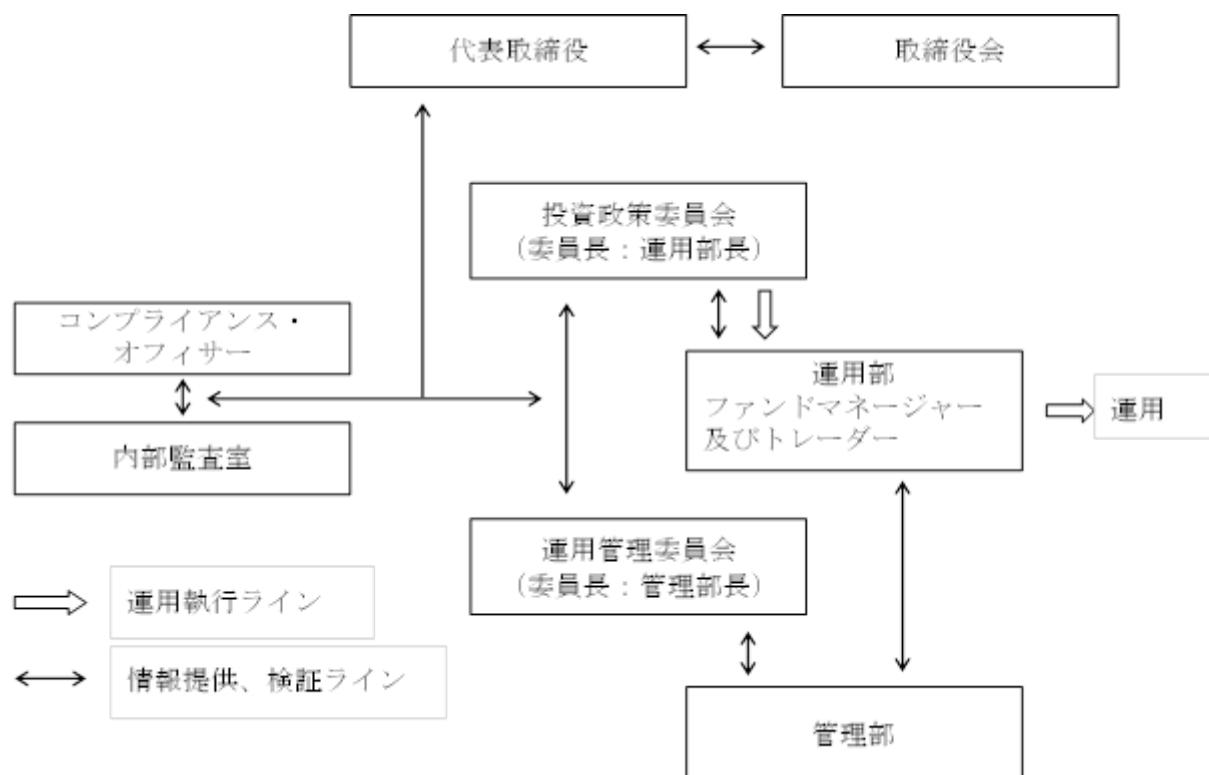 代表取締役
取締役会
投資政策委員会
(委員長：運用部長)
コンプライアンス・
オフィサー
運用部
ファンドマネージャー
及びトレーダー
運用
内部監査室
運用管理委員会
(委員長：管理部長)
運用執行ライン
情報提供、検証ライン
管理部